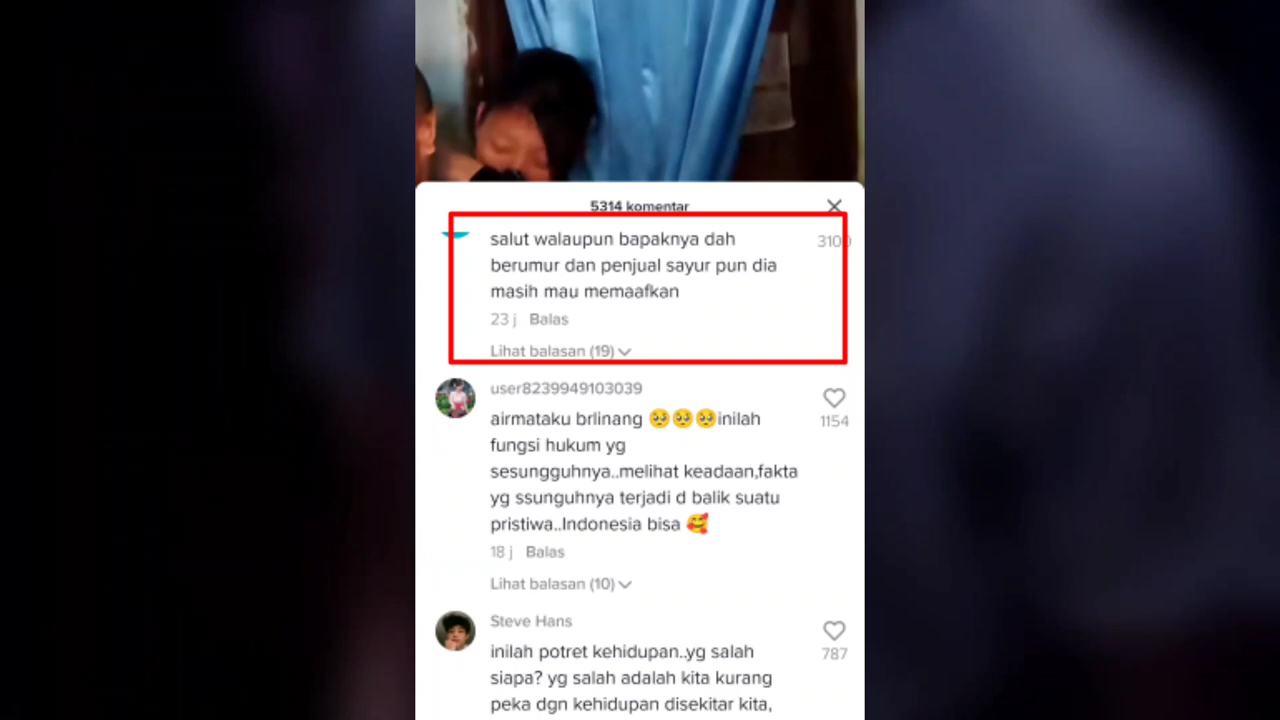 5314 komentar
salut walaupun bapaknya dah
berumur dan penjual sayur pun dia
masih mau memaafkan
3100
23 j Balas
Lihat balasan (19)
user8239949103039
airmataku brlinang 🥺🥺🥺inilah
fungsi hukum yg
sesungguhnya..melihat keadaan,fakta
yg ssunguhnya terjadi d balik suatu
pristiwa..Indonesia bisa 🥰
1154
18 j Balas
Lihat balasan (10)
Steve Hans
inilah potret kehidupan..yg salah
siapa? yg salah adalah kita kurang
peka dgn kehidupan disekitar kita,
787